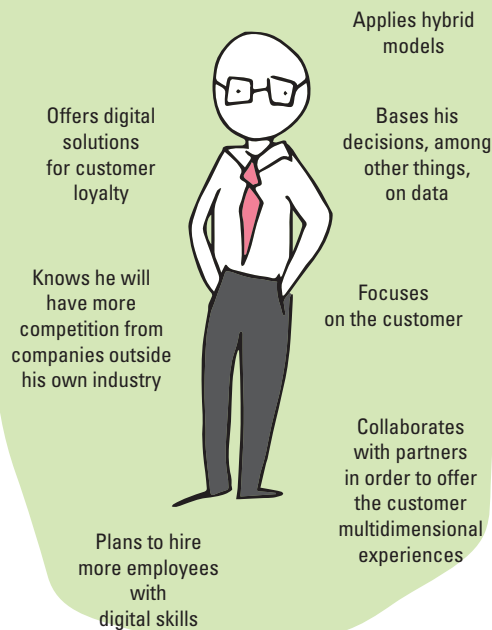 Applies hybrid
models
Offers digital
solutions
for customer
loyalty
Bases his
decisions, among
other things,
on data
Knows he will
have more
competition from
companies outside
his own industry
Focuses
on the customer
Collaborates
with partners
in order to offer
the customer
multidimensional
experiences
Plans to hire
more employees
with
digital skills